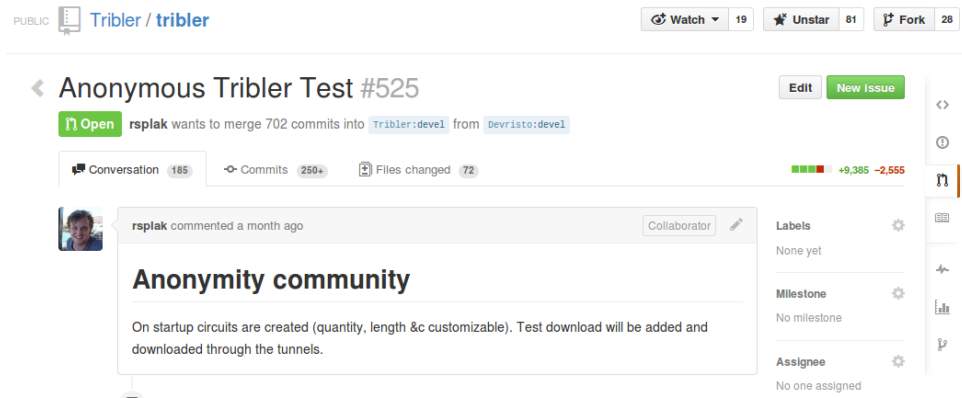 PUBLIC Tribler / tribler Watch 19 Unstar 81 Fork 28
Anonymous Tribler Test #525 Edit New Issue
Open rsplak wants to merge 702 commits into Tribler:devel from Devristo:devel
Conversation 185 Commits 250+ Files changed 72 +9,385 −2,555
rsplak commented a month ago Collaborator
Labels
None yet
Anonymity community
Milestone
No milestone
On startup circuits are created (quantity, length &c customizable). Test download will be added and
downloaded through the tunnels.
Assignee
No one assigned